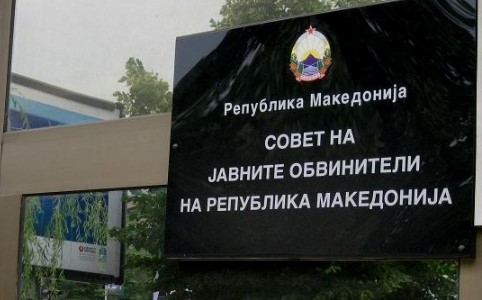 Република Македонија
СОВЕТ НА
ЈАВНИТЕ ОБВИНИТЕЛИ
НА РЕПУБЛИКА МАКЕДОНИЈА